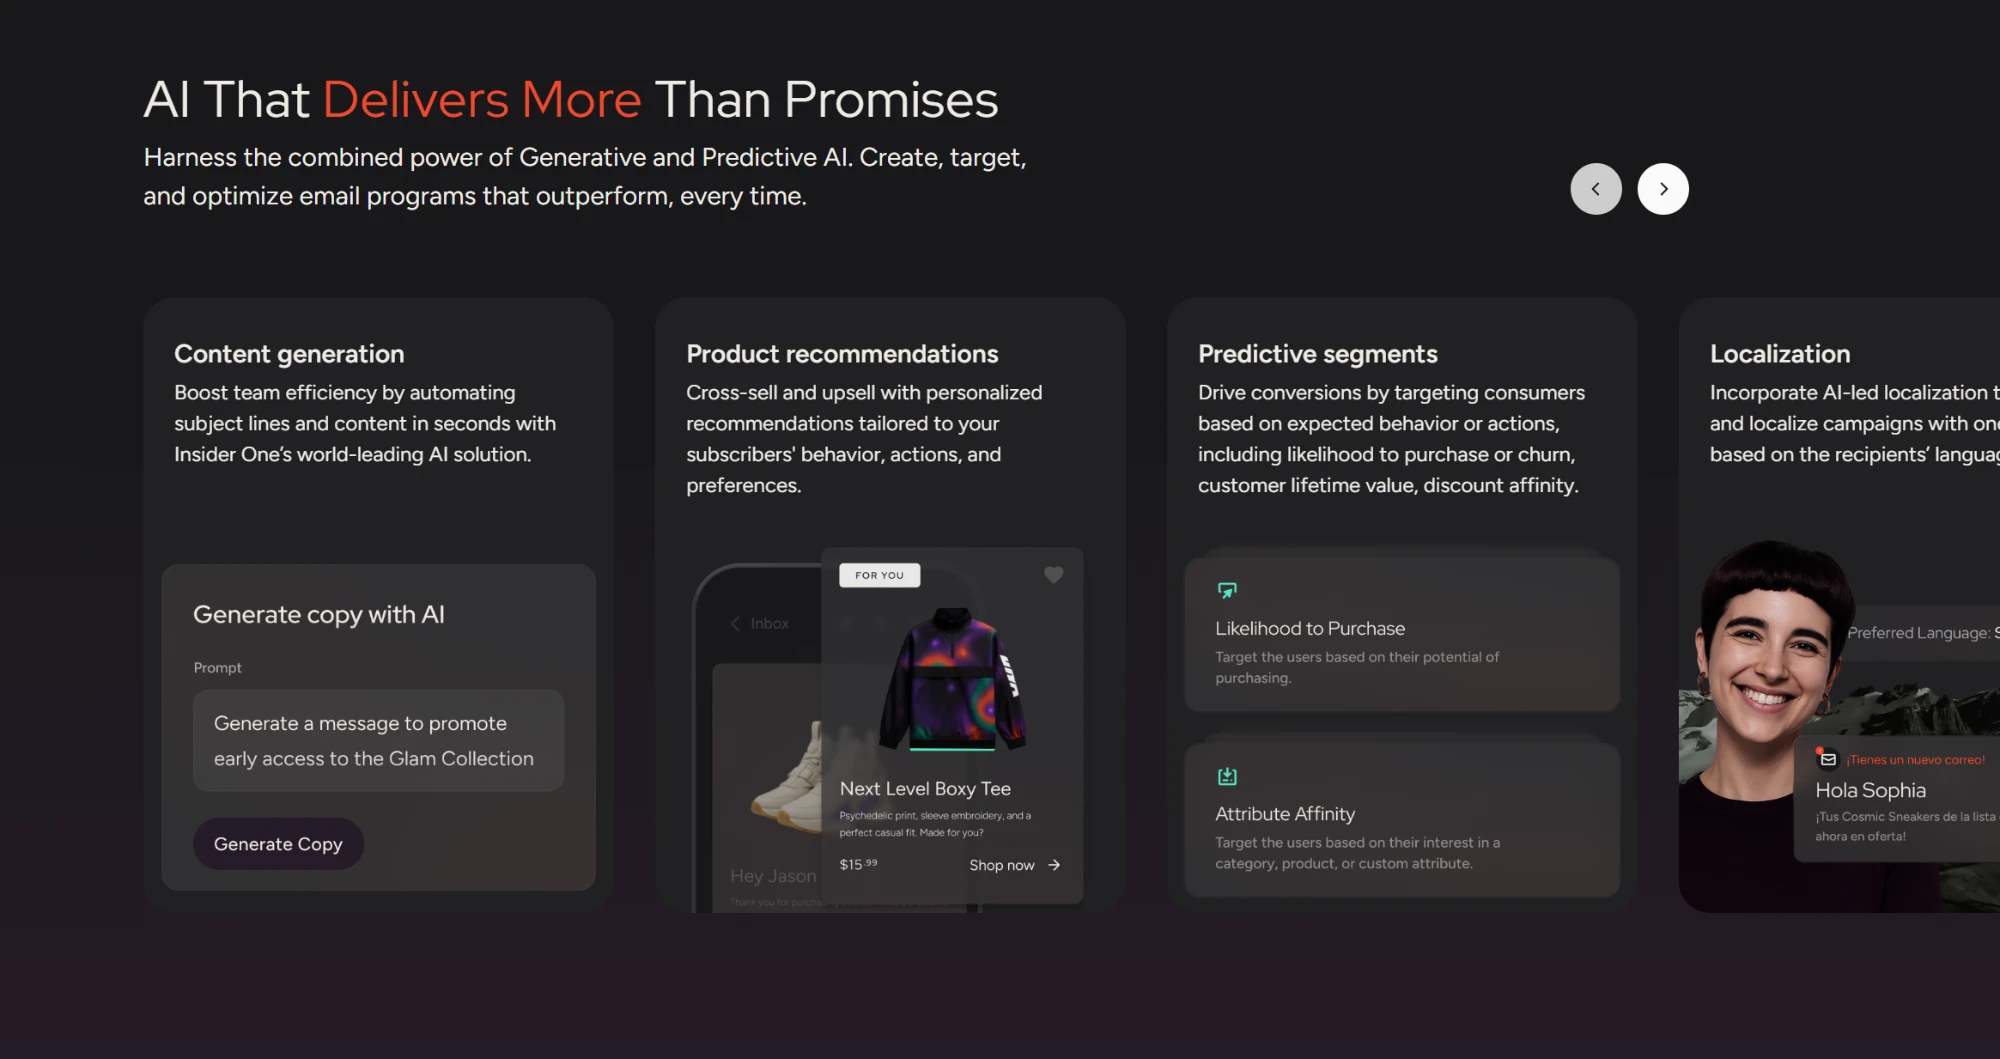 AI That Delivers More Than Promises
Harness the combined power of Generative and Predictive AI. Create, target,
and optimize email programs that outperform, every time.
Content generation
Boost team efficiency by automating
subject lines and content in seconds with
Insider One’s world-leading AI solution.
Generate copy with AI
Prompt
Generate a message to promote
early access to the Glam Collection
Generate Copy
Product recommendations
Cross-sell and upsell with personalized
recommendations tailored to your
subscribers' behavior, actions, and
preferences.
Inbox
FOR YOU
Next Level Boxy Tee
Psychedelic print, sleeve embroidery, and a
perfect casual fit. Made for you?
$15.99
Shop now
Hey Jason
Thank you for
Predictive segments
Drive conversions by targeting consumers
based on expected behavior or actions,
including likelihood to purchase or churn,
customer lifetime value, discount affinity.
Likelihood to Purchase
Target the users based on their potential of
purchasing.
Attribute Affinity
Target the users based on their interest in a
category, product, or custom attribute.
Localization
Incorporate AI-led localization
and localize campaigns with
based on the recipients’
Preferred Language:
¡Tienes un nuevo correo!
Hola Sophia
¡Tus Cosmic Sneakers de la lista
ahora en oferta!